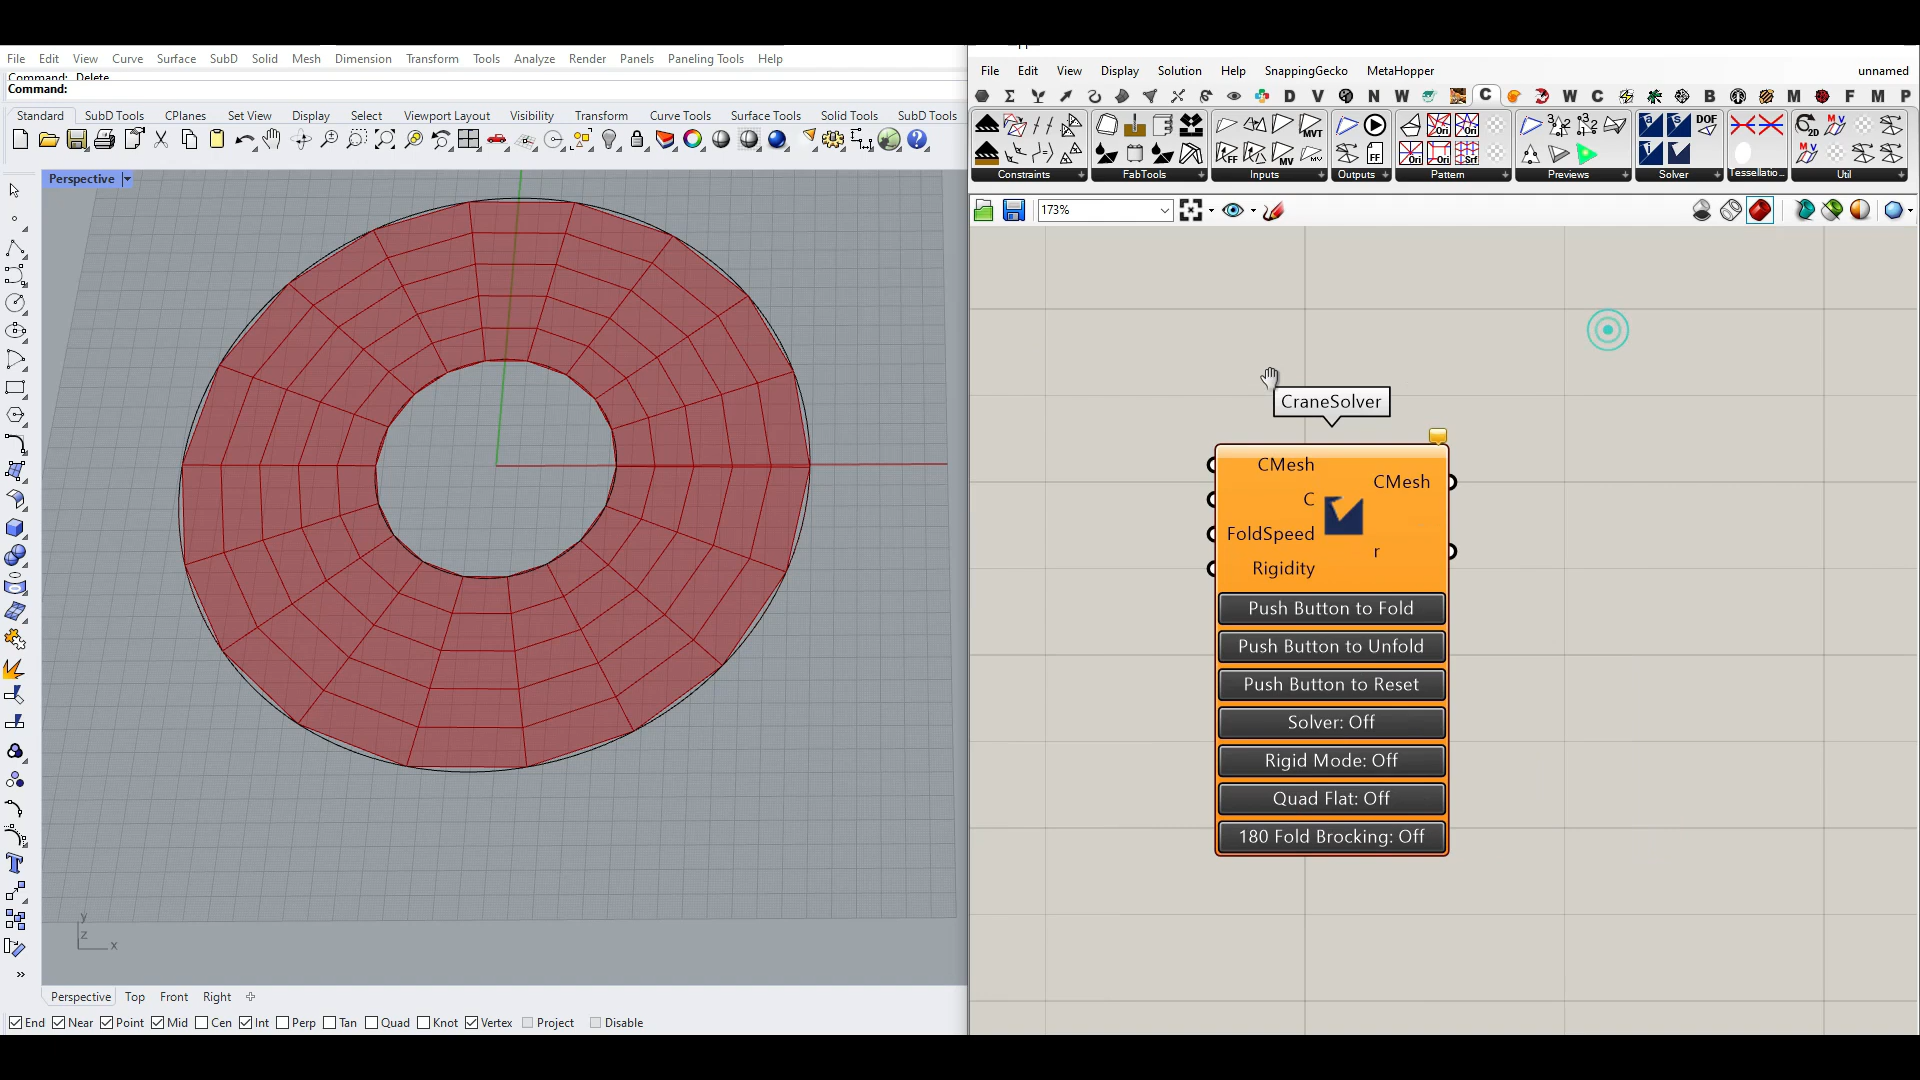 File Edit View Curve Surface SubD Solid Mesh Dimension Transform Tools Analyze Render Panels Paneling Tools Help
Command: Delete
Command:
Standard SubD Tools CPlanes Set View Display Select Viewport Layout Visibility Transform Curve Tools Surface Tools Solid Tools SubD Tools
Perspective
y
z
x
Perspective Top Front Right
End Near Point Mid Cen Int Perp Tan Quad Knot Vertex Project Disable
File Edit View Display Solution Help SnappingGecko MetaHopper unnamed
D V N W C W C B M F M P
Constraints FabTools Inputs Outputs Pattern Previews Solver Tessellatio... Util
173%
CraneSolver
CMesh
C
FoldSpeed
Rigidity
CMesh
r
Push Button to Fold
Push Button to Unfold
Push Button to Reset
Solver: Off
Rigid Mode: Off
Quad Flat: Off
180 Fold Brocking: Off